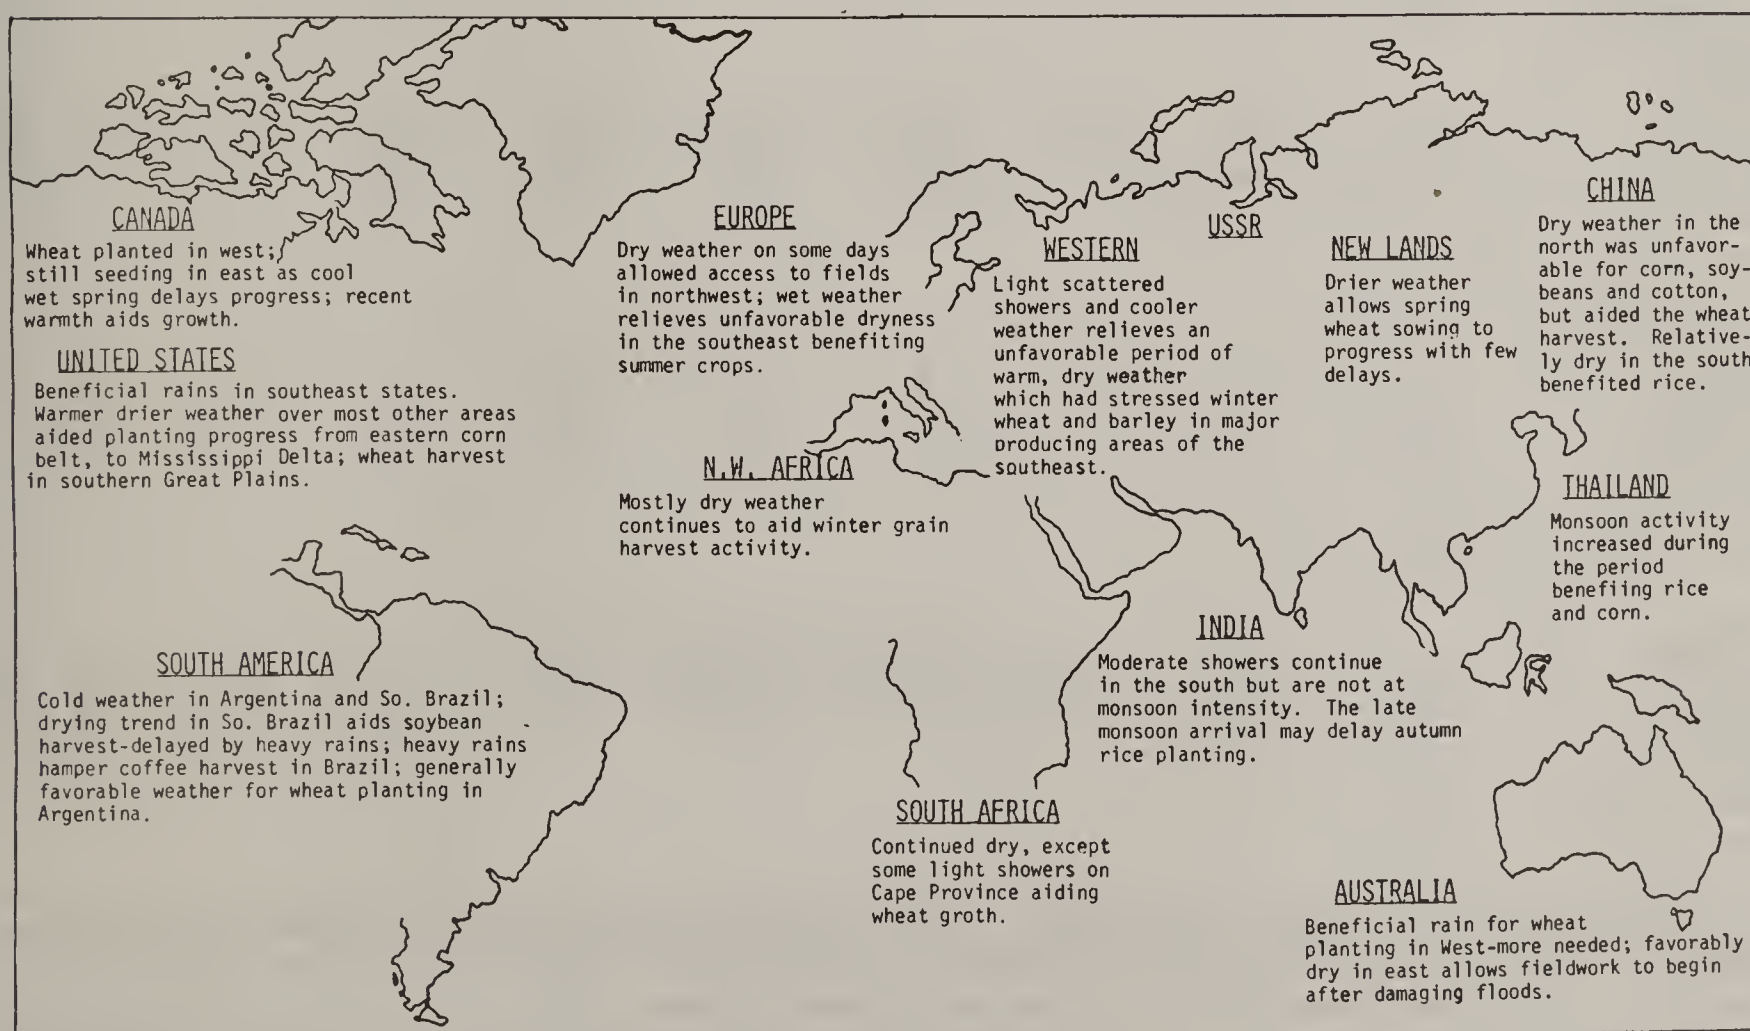 CANADA
Wheat planted in west;
still seeding in east as cool
wet spring delays progress; recent
warmth aids growth.
UNITED STATES
Beneficial rains in southeast states.
Warmer drier weather over most other areas
aided planting progress from eastern corn
belt, to Mississippi Delta; wheat harvest
in southern Great Plains.
SOUTH AMERICA
Cold weather in Argentina and So. Brazil;
drying trend in So. Brazil aids soybean
harvest-delayed by heavy rains; heavy rains
hamper coffee harvest in Brazil; generally
favorable weather for wheat planting in
Argentina.
EUROPE
Dry weather on some days
allowed access to fields
in northwest; wet weather
relieves unfavorable dryness
in the southeast benefiting
summer crops.
N.W. AFRICA
Mostly dry weather
continues to aid winter grain
harvest activity.
SOUTH AFRICA
Continued dry, except
some light showers on
Cape Province aiding
wheat groth.
USSR
WESTERN
Light scattered
showers and cooler
weather relieves an
unfavorable period of
warm, dry weather
which had stressed winter
wheat and barley in major
producing areas of the
southeast.
NEW LANDS
Drier weather
allows spring
wheat sowing to
progress with few
delays.
CHINA
Dry weather in the
north was unfavor-
able for corn, soy-
beans and cotton,
but aided the wheat
harvest. Relative-
ly dry in the south
benefited rice.
THAILAND
Monsoon activity
increased during
the period
benefiing rice
and corn.
INDIA
Moderate showers continue
in the south but are not at
monsoon intensity. The late
monsoon arrival may delay autumn
rice planting.
AUSTRALIA
Beneficial rain for wheat
planting in West-more needed; favorably
dry in east allows fieldwork to begin
after damaging floods.